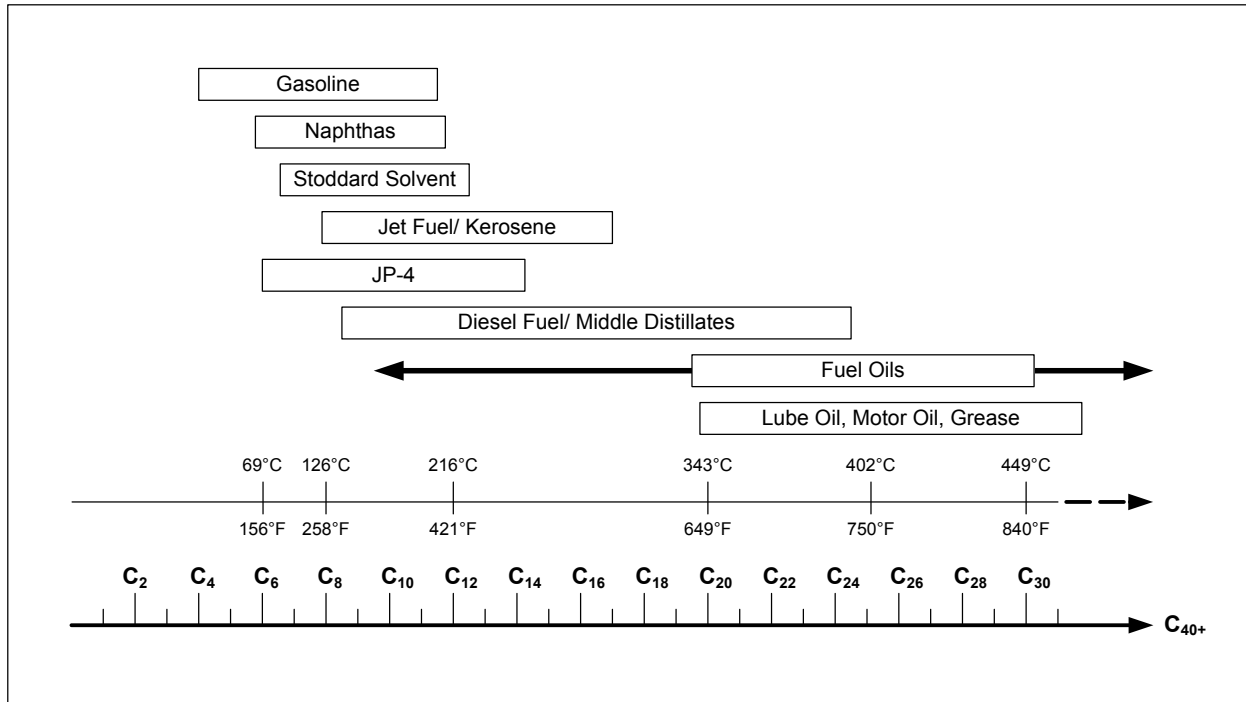 Gasoline
Naphthas
Stoddard Solvent
Jet Fuel/ Kerosene
JP-4
Diesel Fuel/ Middle Distillates
Fuel Oils
Lube Oil, Motor Oil, Grease
69°C 126°C 216°C 343°C 402°C 449°C
156°F 258°F 421°F 649°F 750°F 840°F
C2 C4 C6 C8 C10 C12 C14 C16 C18 C20 C22 C24 C26 C28 C30
C40+